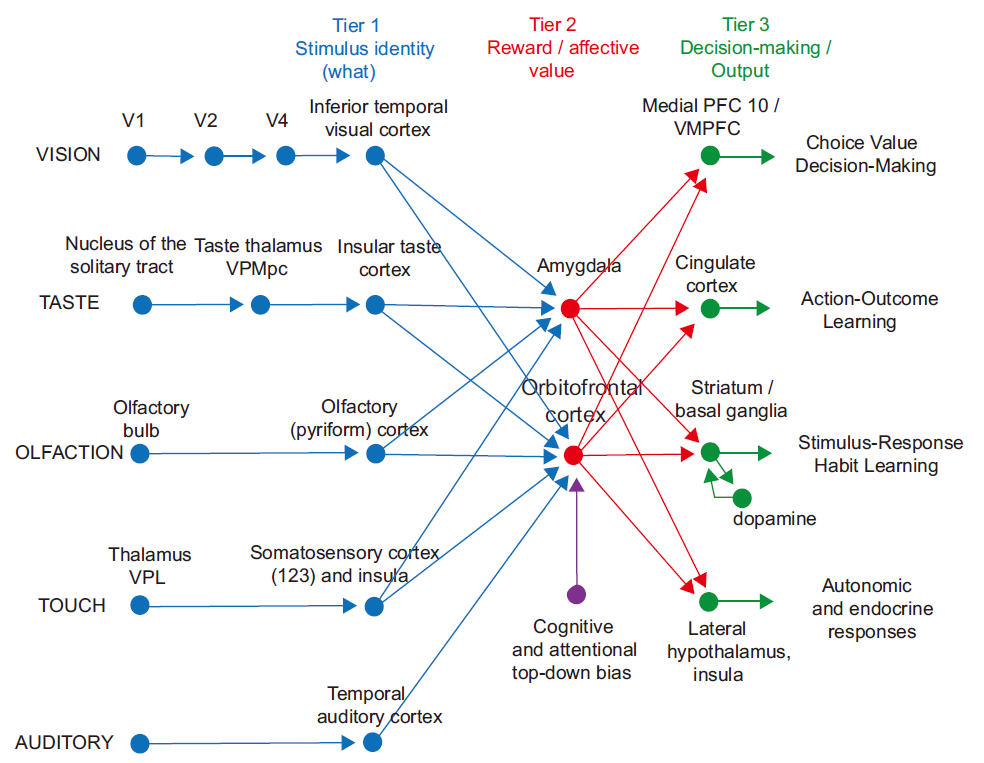 Tier 1
Stimulus identity
(what)
Tier 2
Reward / affective
value
Tier 3
Decision-making /
Output
VISION
V1
V2
V4
Inferior temporal
visual cortex
Medial PFC 10 /
VMPFC
Choice Value
Decision-Making
TASTE
Nucleus of the
solitary tract
Taste thalamus
VPMpc
Insular taste
cortex
Amygdala
Cingulate
cortex
Action-Outcome
Learning
OLFACTION
Olfactory
bulb
Olfactory
(pyriform) cortex
Orbitofrontal
cortex
Striatum /
basal ganglia
Stimulus-Response
Habit Learning
dopamine
TOUCH
Thalamus
VPL
Somatosensory cortex
(123) and insula
Cognitive
and attentional
top-down bias
Lateral
hypothalamus,
insula
Autonomic
and endocrine
responses
AUDITORY
Temporal
auditory cortex